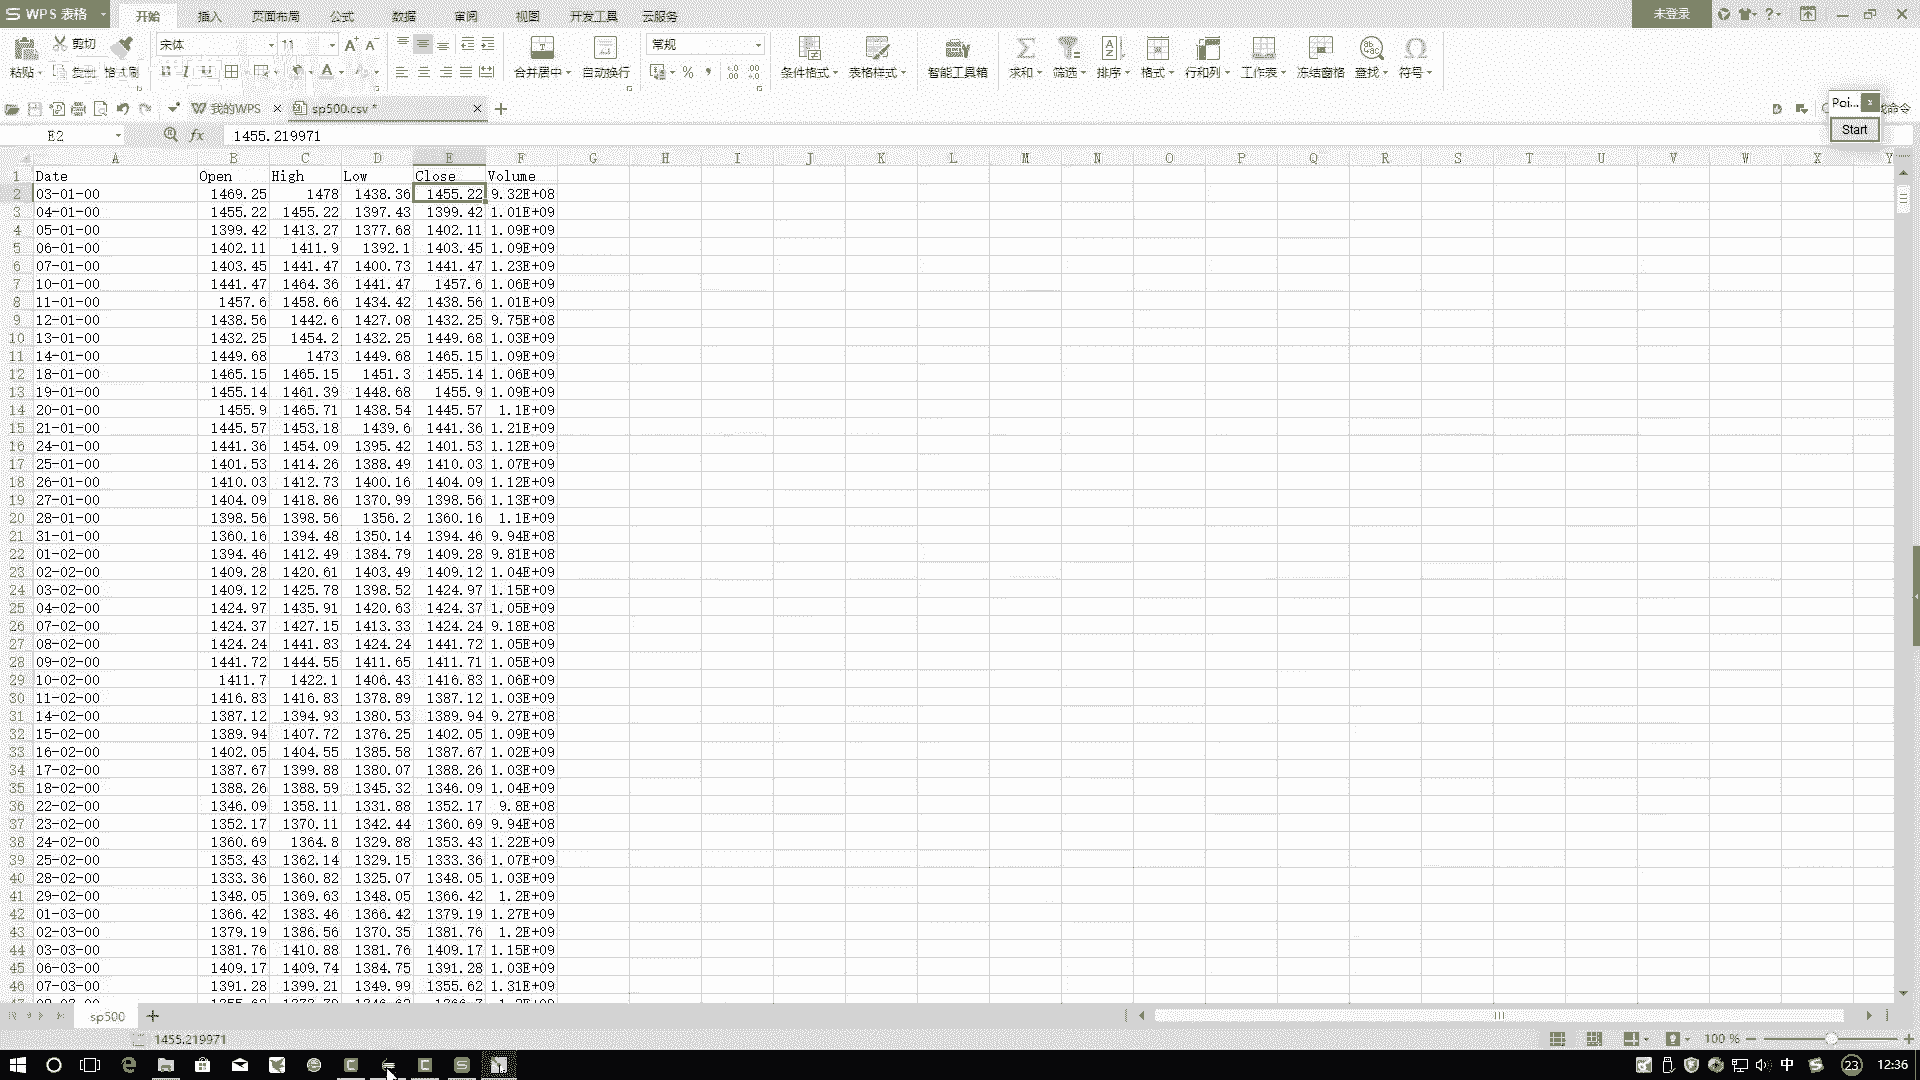 S WPS 表格 开始 插入 页面布局 公式 数据 审阅 视图 开发工具 云服务 未登录
剪切 宋体 11 常规
粘贴 复制 格式刷 合并居中 自动换行 条件格式 表格样式 智能工具箱 求和 筛选 排序 格式 行和列 工作表 冻结窗格 查找 符号
我的WPS sp500.csv * Poi... 找命令
E2 fx 1455.219971 Start
A B C D E F G H I J K L M N O P Q R S T U V W X Y
1 Date Open High Low Close Volume
2 03-01-00 1469.25 1478 1438.36 1455.22 9.32E+08
3 04-01-00 1455.22 1455.22 1397.43 1399.42 1.01E+09
4 05-01-00 1399.42 1413.27 1377.68 1402.11 1.09E+09
5 06-01-00 1402.11 1411.9 1392.1 1403.45 1.09E+09
6 07-01-00 1403.45 1441.47 1400.73 1441.47 1.23E+09
7 10-01-00 1441.47 1464.36 1441.47 1457.6 1.06E+09
8 11-01-00 1457.6 1458.66 1434.42 1438.56 1.01E+09
9 12-01-00 1438.56 1442.6 1427.08 1432.25 9.75E+08
10 13-01-00 1432.25 1454.2 1432.25 1449.68 1.03E+09
11 14-01-00 1449.68 1473 1449.68 1465.15 1.09E+09
12 18-01-00 1465.15 1465.15 1451.3 1455.14 1.06E+09
13 19-01-00 1455.14 1461.39 1448.68 1455.9 1.09E+09
14 20-01-00 1455.9 1465.71 1438.54 1445.57 1.1E+09
15 21-01-00 1445.57 1453.18 1439.6 1441.36 1.21E+09
16 24-01-00 1441.36 1454.09 1395.42 1401.53 1.12E+09
17 25-01-00 1401.53 1414.26 1388.49 1410.03 1.07E+09
18 26-01-00 1410.03 1412.73 1400.16 1404.09 1.12E+09
19 27-01-00 1404.09 1418.86 1370.99 1398.56 1.13E+09
20 28-01-00 1398.56 1398.56 1356.2 1360.16 1.1E+09
21 31-01-00 1360.16 1394.48 1350.14 1394.46 9.94E+08
22 01-02-00 1394.46 1412.49 1384.79 1409.28 9.81E+08
23 02-02-00 1409.28 1420.61 1403.49 1409.12 1.04E+09
24 03-02-00 1409.12 1425.78 1398.52 1424.97 1.15E+09
25 04-02-00 1424.97 1435.91 1420.63 1424.37 1.05E+09
26 07-02-00 1424.37 1427.15 1413.33 1424.24 9.18E+08
27 08-02-00 1424.24 1441.83 1424.24 1441.72 1.05E+09
28 09-02-00 1441.72 1444.55 1411.65 1411.71 1.05E+09
29 10-02-00 1411.7 1422.1 1406.43 1416.83 1.06E+09
30 11-02-00 1416.83 1416.83 1378.89 1387.12 1.03E+09
31 14-02-00 1387.12 1394.93 1380.53 1389.94 9.27E+08
32 15-02-00 1389.94 1407.72 1376.25 1402.05 1.09E+09
33 16-02-00 1402.05 1404.55 1385.58 1387.67 1.02E+09
34 17-02-00 1387.67 1399.88 1380.07 1388.26 1.03E+09
35 18-02-00 1388.26 1388.59 1345.32 1346.09 1.04E+09
36 22-02-00 1346.09 1358.11 1331.88 1352.17 9.8E+08
37 23-02-00 1352.17 1370.11 1342.44 1360.69 9.94E+08
38 24-02-00 1360.69 1364.8 1329.88 1353.43 1.22E+09
39 25-02-00 1353.43 1362.14 1329.15 1333.36 1.07E+09
40 28-02-00 1333.36 1360.82 1325.07 1348.05 1.03E+09
41 29-02-00 1348.05 1369.63 1348.05 1366.42 1.2E+09
42 01-03-00 1366.42 1383.46 1366.42 1379.19 1.27E+09
43 02-03-00 1379.19 1386.56 1370.35 1381.76 1.2E+09
44 03-03-00 1381.76 1410.88 1381.76 1409.17 1.15E+09
45 06-03-00 1409.17 1409.74 1384.75 1391.28 1.03E+09
46 07-03-00 1391.28 1399.21 1349.99 1355.62 1.31E+09
sp500
1455.219971 100 %
中 23 12:36